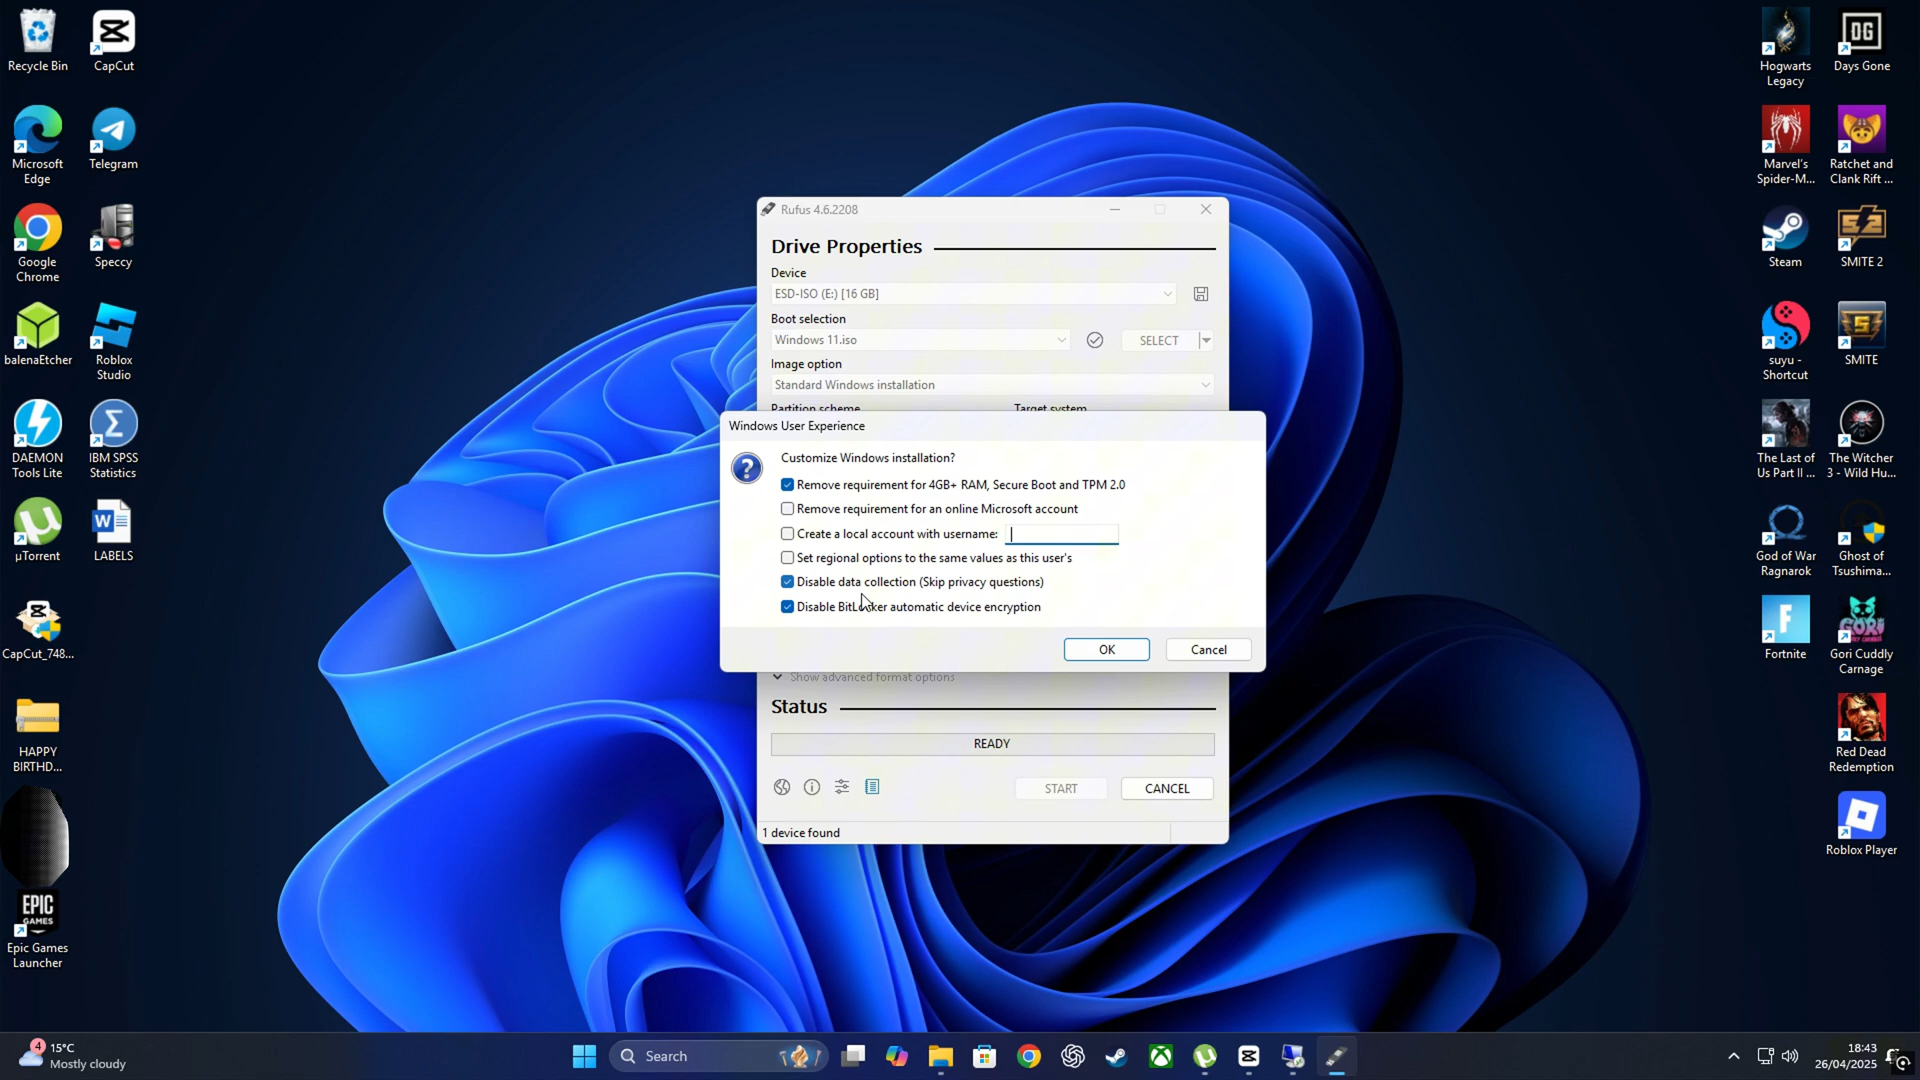 Recycle Bin
CapCut
Microsoft
Edge
Telegram
Google
Chrome
Speccy
balenaEtcher
Roblox
Studio
DAEMON
Tools Lite
IBM SPSS
Statistics
µTorrent
LABELS
CapCut_748...
HAPPY
BIRTHD...
EPIC
GAMES
Epic Games
Launcher
Hogwarts
Legacy
DG
Days Gone
Marvel's
Spider-M...
Ratchet and
Clank Rift ...
Steam
SMITE 2
suyu -
Shortcut
SMITE
The Last of
Us Part II ...
The Witcher
3 - Wild Hu...
God of War
Ragnarok
Ghost of
Tsushima...
Fortnite
GORI
Gori Cuddly
Carnage
Red Dead
Redemption
Roblox Player
Rufus 4.6.2208
Drive Properties
Device
ESD-ISO (E:) [16 GB]
Boot selection
Windows 11.iso
SELECT
Image option
Standard Windows installation
Partition scheme
Target system
Windows User Experience
Customize Windows installation?
Remove requirement for 4GB+ RAM, Secure Boot and TPM 2.0
Remove requirement for an online Microsoft account
Create a local account with username:
Set regional options to the same values as this user's
Disable data collection (Skip privacy questions)
Disable BitLocker automatic device encryption
OK
Cancel
Show advanced format options
Status
READY
START
CANCEL
1 device found
4
15°C
Mostly cloudy
Search
18:43
26/04/2025